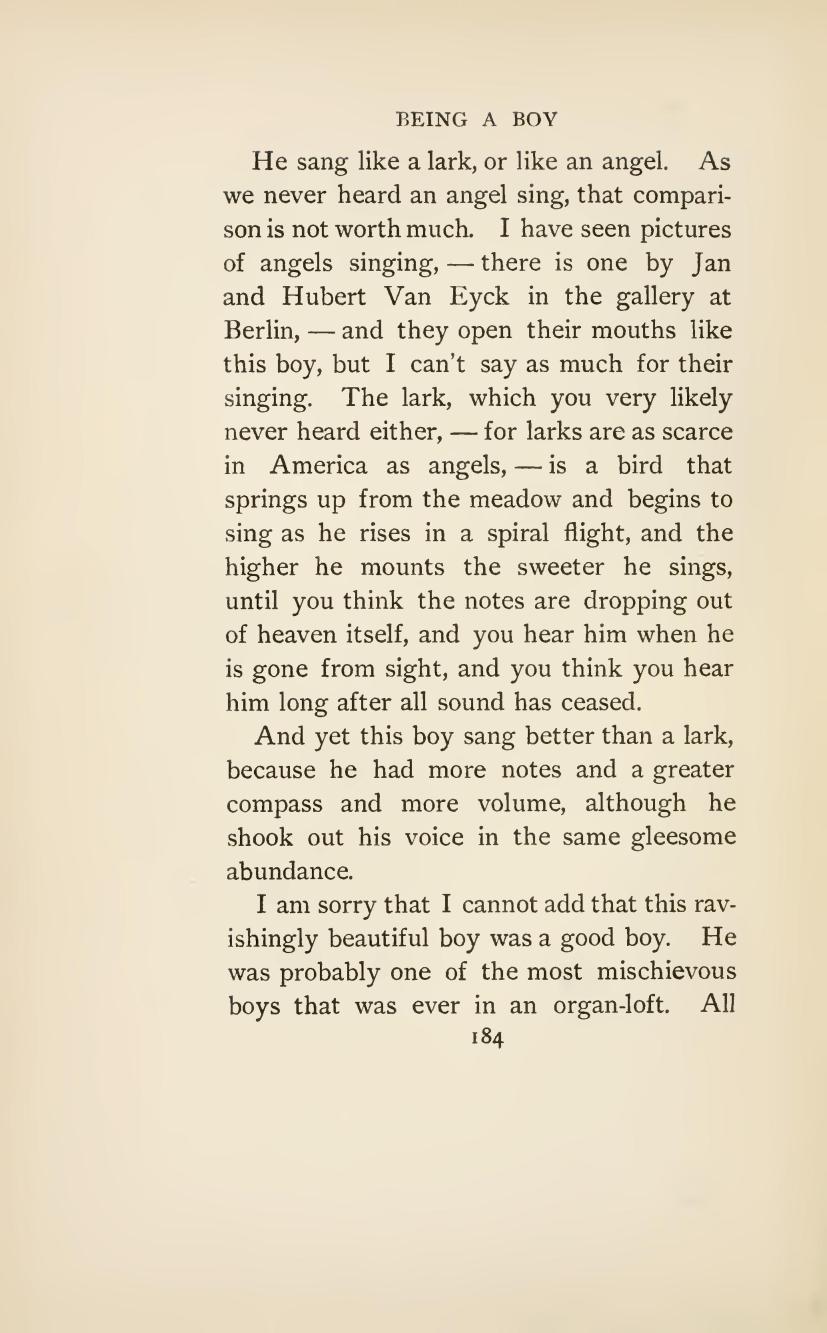 BEING A BOY
He sang like a lark, or like an angel. As
we never heard an angel sing, that compari-
son is not worth much. I have seen pictures
of angels singing, — there is one by Jan
and Hubert Van Eyck in the gallery at
Berlin, — and they open their mouths like
this boy, but I can't say as much for their
singing. The lark, which you very likely
never heard either, — for larks are as scarce
in America as angels, — is a bird that
springs up from the meadow and begins to
sing as he rises in a spiral flight, and the
higher he mounts the sweeter he sings,
until you think the notes are dropping out
of heaven itself, and you hear him when he
is gone from sight, and you think you hear
him long after all sound has ceased.
And yet this boy sang better than a lark,
because he had more notes and a greater
compass and more volume, although he
shook out his voice in the same gleesome
abundance.
I am sorry that I cannot add that this rav-
ishingly beautiful boy was a good boy. He
was probably one of the most mischievous
boys that was ever in an organ-loft. All
184